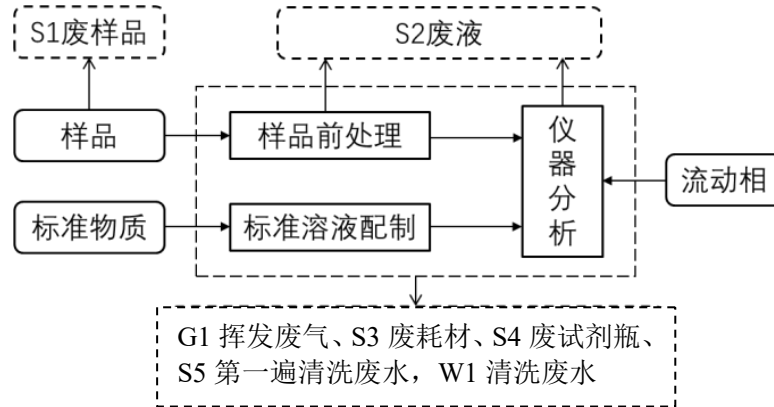 S1废样品
S2废液
样品
样品前处理
仪器分析
流动相
标准物质
标准溶液配制
G1 挥发废气、S3 废耗材、S4 废试剂瓶、
S5 第一遍清洗废水，W1 清洗废水